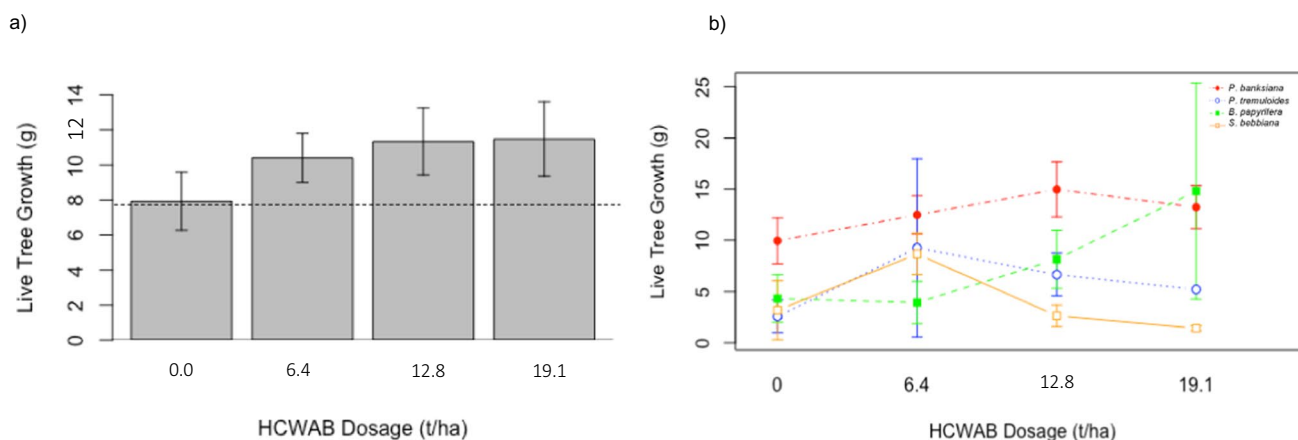 a)
Live Tree Growth (g)
14
12
10
8
6
4
2
0
0.0 6.4 12.8 19.1
HCWAB Dosage (t/ha)
b)
Live Tree Growth (g)
25
20
15
10
5
0
P. banksiana
P. tremuloides
B. papyrifera
S. bebbiana
0 6.4 12.8 19.1
HCWAB Dosage (t/ha)